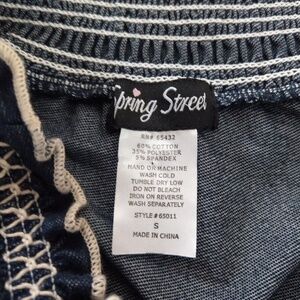 Spring Street
RN# 65432
60% COTTON
35% POLYESTER
5% SPANDEX
HAND OR MACHINE
WASH COLD
TUMBLE DRY LOW
DO NOT BLEACH
IRON ON REVERSE
WASH SEPARATELY
STYLE #65011
S
MADE IN CHINA